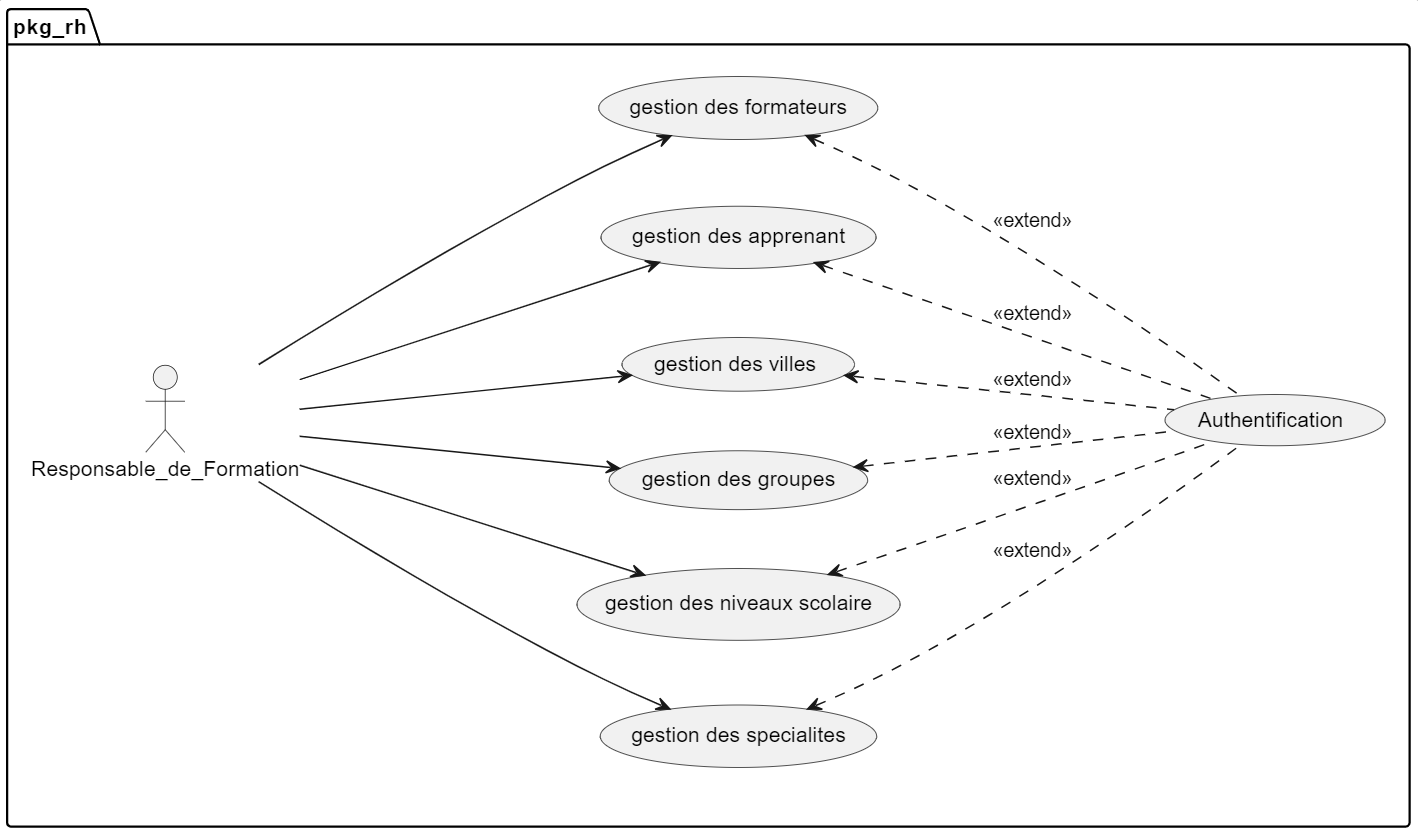 pkg_rh
gestion des formateurs
«extend»
gestion des apprenant
«extend»
gestion des villes
«extend»
Authentification
«extend»
Responsable_de_Formation
gestion des groupes
«extend»
«extend»
gestion des niveaux scolaire
gestion des specialites